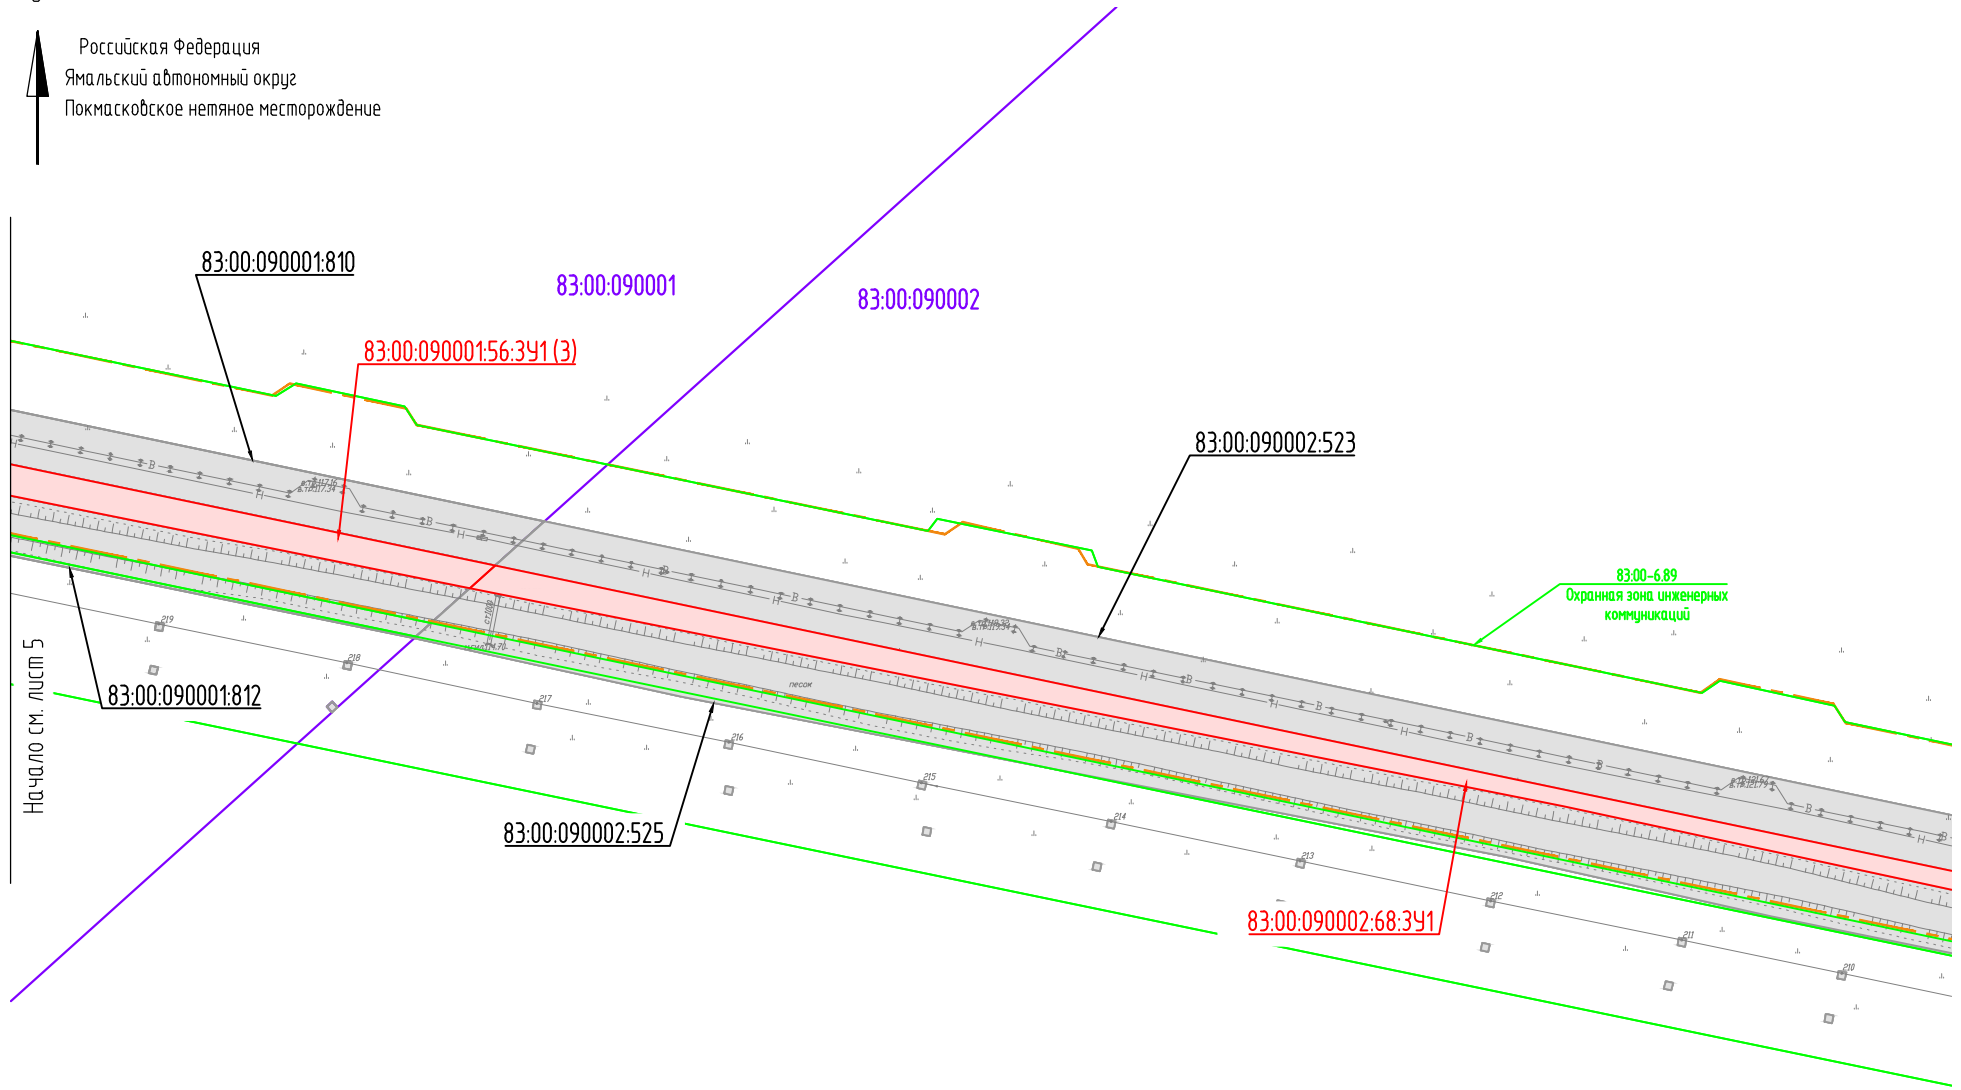 Российская Федерация
Ямальский автономный округ
Покмасковское нетяное месторождение
83:00:090001:810
83:00:090001
83:00:090002
83:00:090001:56:ЗУ1 (3)
83:00:090002:523
83:00-6.89
Охранная зона инженерных
коммуникаций
Начало см. лист 5
83:00:090001:812
83:00:090002:525
83:00:090002:68:ЗУ1
песок
В
Н
В
Н
В
Н
В
Н
В
Н
В
Н
В
Н
В
Н
В
В
Н
В
219
218
217
216
215
214
213
212
211
210